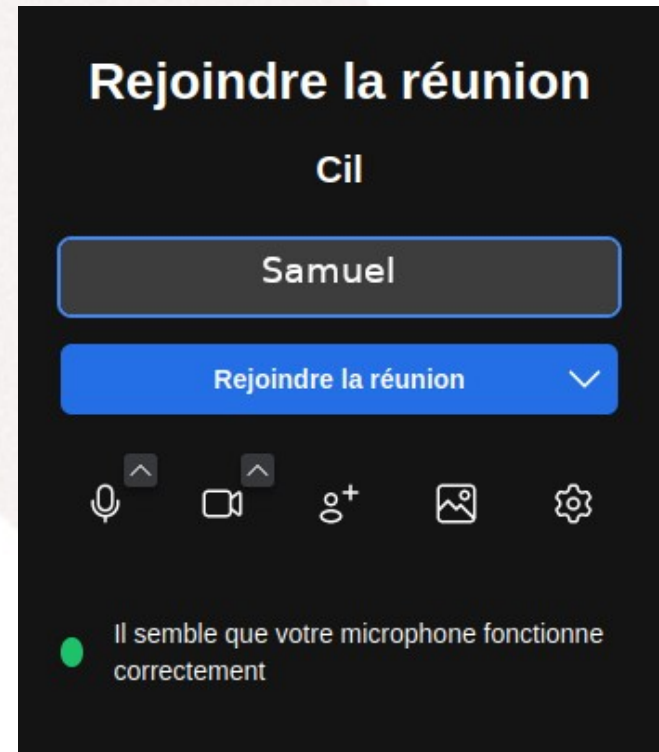 Rejoindre la réunion
Cil
Samuel
Rejoindre la réunion
Il semble que votre microphone fonctionne
correctement